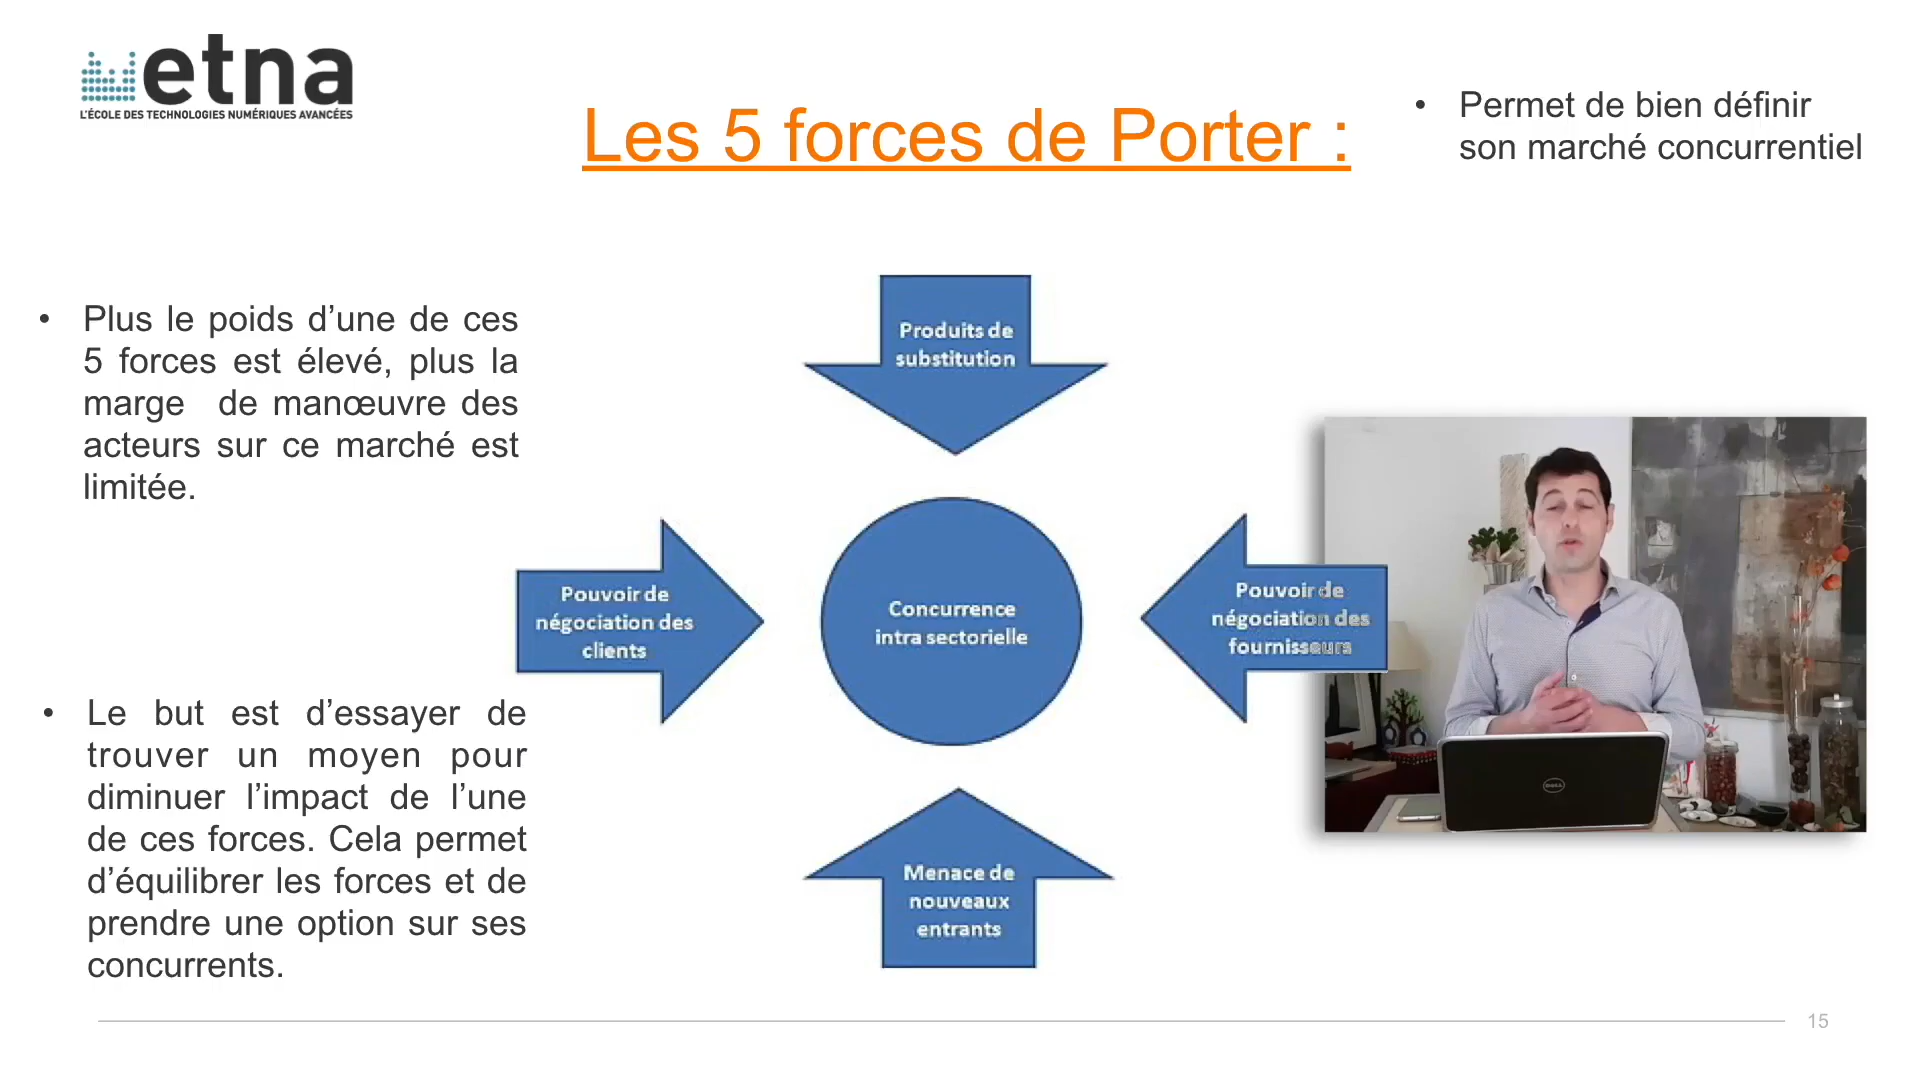 etna
L'ÉCOLE DES TECHNOLOGIES NUMÉRIQUES AVANCÉES
Les 5 forces de Porter :
• Permet de bien définir
son marché concurrentiel
• Plus le poids d’une de ces
5 forces est élevé, plus la
marge de manœuvre des
acteurs sur ce marché est
limitée.
• Le but est d’essayer de
trouver un moyen pour
diminuer l’impact de l’une
de ces forces. Cela permet
d’équilibrer les forces et de
prendre une option sur ses
concurrents.
Produits de
substitution
Pouvoir de
négociation des
clients
Concurrence
intra sectorielle
Pouvoir de
négociation des
fournisseurs
Menace de
nouveaux
entrants
DELL
15